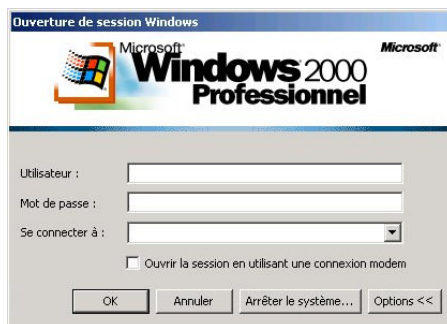 Ouverture de session Windows
Microsoft
Microsoft
Windows 2000
Professionnel
Utilisateur :
Mot de passe :
Se connecter à :
Ouvrir la session en utilisant une connexion modem
OK
Annuler
Arrêter le système...
Options <<